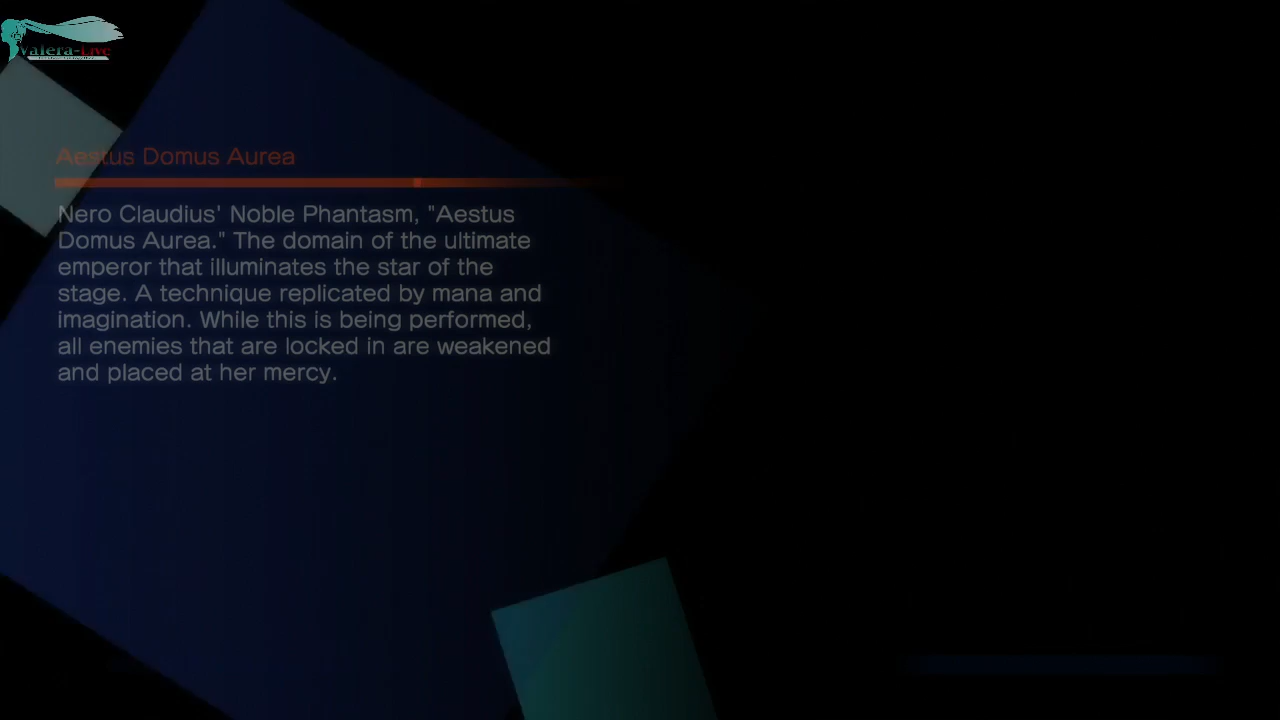 Valera-Live
Aestus Domus Aurea
Nero Claudius' Noble Phantasm, "Aestus
Domus Aurea." The domain of the ultimate
emperor that illuminates the star of the
stage. A technique replicated by mana and
imagination. While this is being performed,
all enemies that are locked in are weakened
and placed at her mercy.